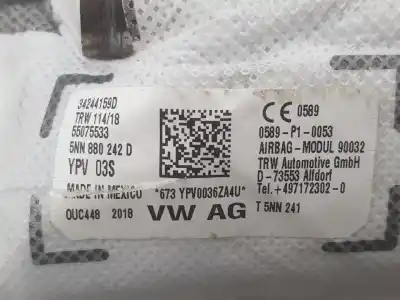 34244159D
TRW 114/18
55075533
5NN 880 242 D
YPV 03S
MADE IN MEXICO
OUC448 2018
*673 YPV0036ZA4U*
VW AG
CE 0589
0589-P1-0053
AIRBAG-MODUL 90032
TRW Automotive GmbH
D-73553 Alfdorf
Tel.+497172302-0
T 5NN 241